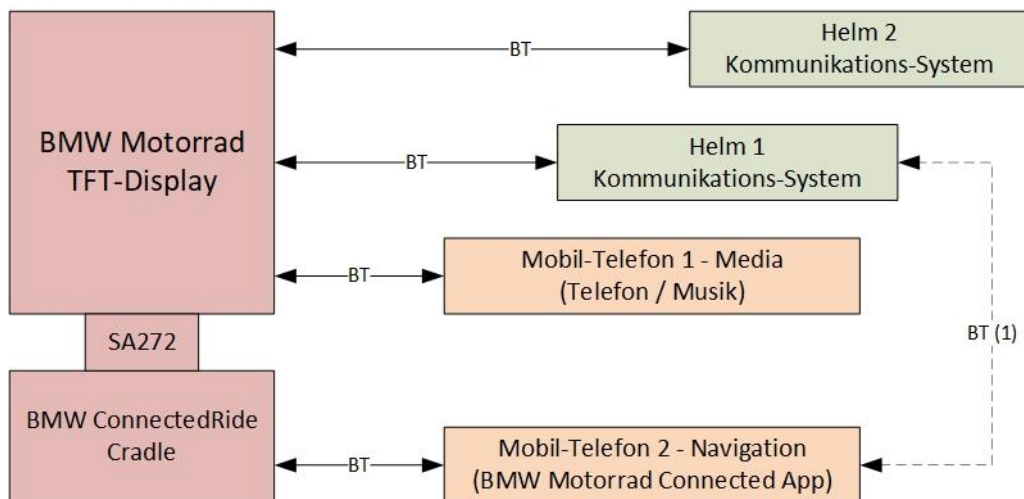 BT
Helm 2
Kommunikations-System
BMW Motorrad
TFT-Display
BT
Helm 1
Kommunikations-System
BT
Mobil-Telefon 1 - Media
(Telefon / Musik)
SA272
BT (1)
BMW ConnectedRide
Cradle
BT
Mobil-Telefon 2 - Navigation
(BMW Motorrad Connected App)